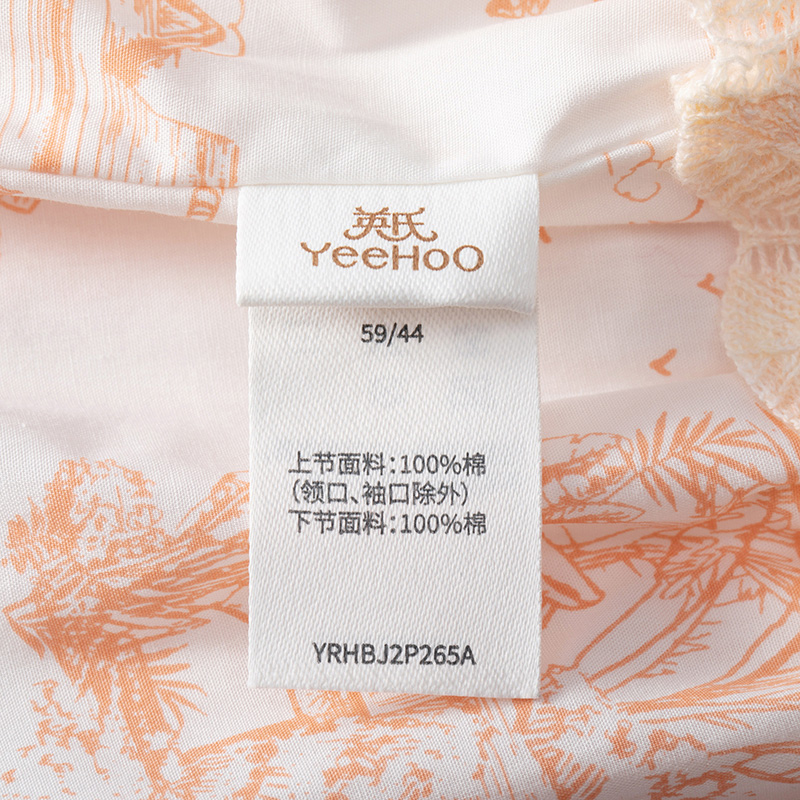 英氏
YeeHoO
59/44
上节面料：100%棉
（领口、袖口除外）
下节面料：100%棉
YRHBJ2P265A